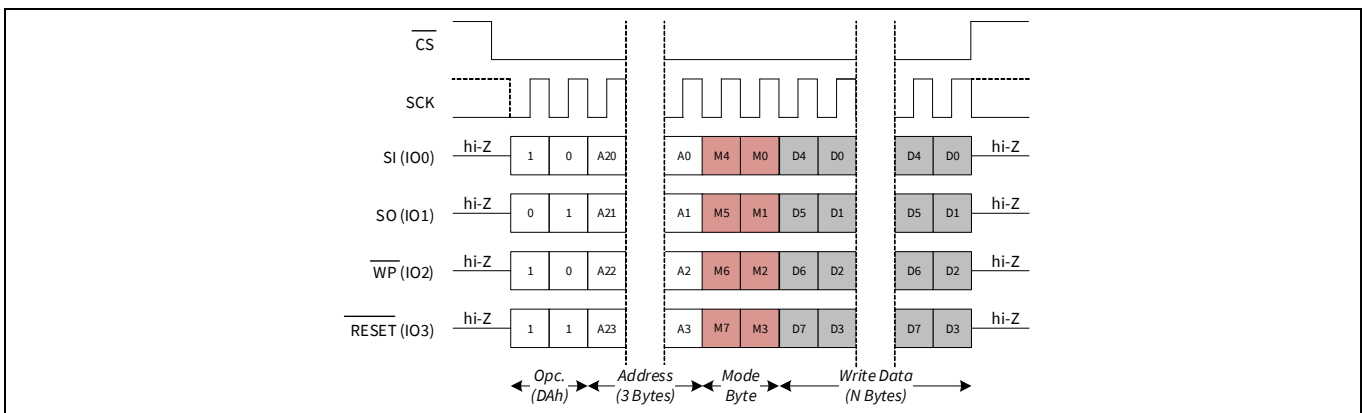 CS
SCK
SI (IO0) hi-Z 1 0 A20 A0 M4 M0 D4 D0 D4 D0 hi-Z
SO (IO1) hi-Z 0 1 A21 A1 M5 M1 D5 D1 D5 D1 hi-Z
WP (IO2) hi-Z 1 0 A22 A2 M6 M2 D6 D2 D6 D2 hi-Z
RESET (IO3) hi-Z 1 1 A23 A3 M7 M3 D7 D3 D7 D3 hi-Z
Opc. Address Mode Write Data
(DAh) (3 Bytes) Byte (N Bytes)